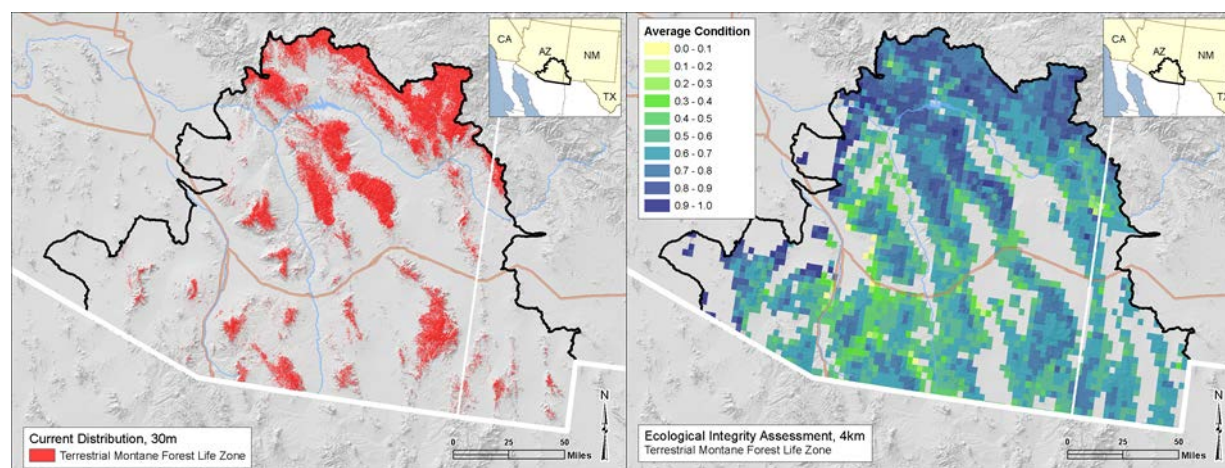 CA
AZ
NM
TX
N
Current Distribution, 30m
Terrestrial Montane Forest Life Zone
0 25 50
Miles
Average Condition
0.0 - 0.1
0.1 - 0.2
0.2 - 0.3
0.3 - 0.4
0.4 - 0.5
0.5 - 0.6
0.6 - 0.7
0.7 - 0.8
0.8 - 0.9
0.9 - 1.0
CA
AZ
NM
TX
N
Ecological Integrity Assessment, 4km
Terrestrial Montane Forest Life Zone
0 25 50
Miles